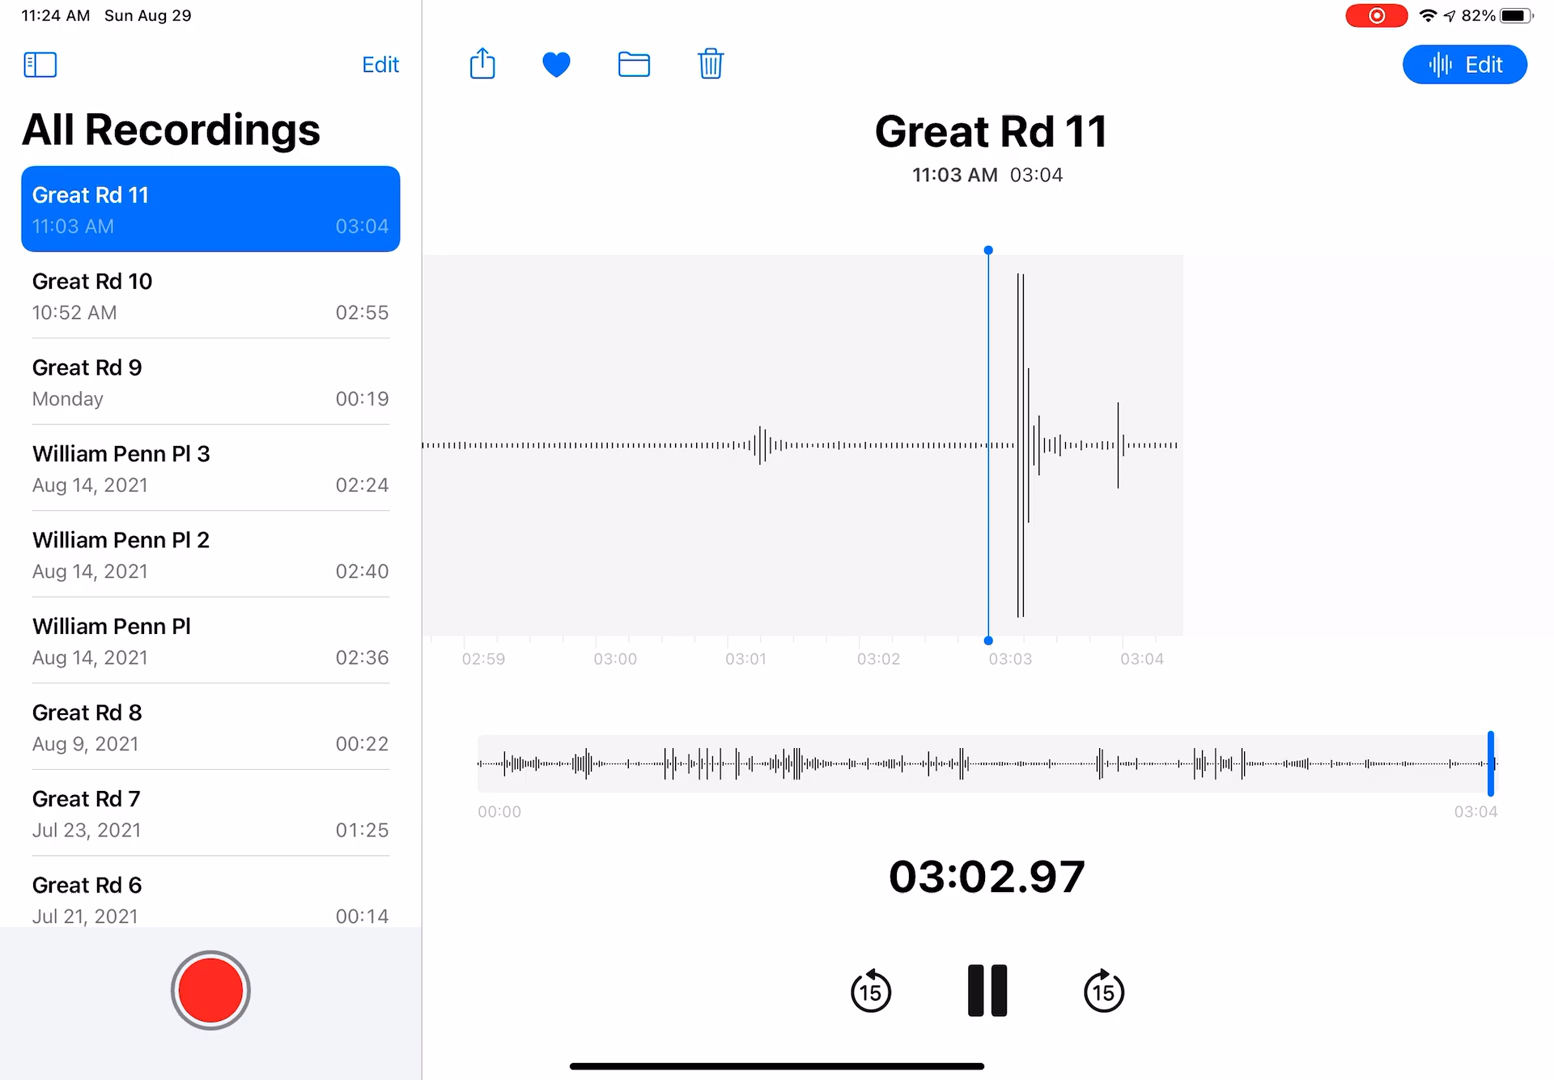 11:24 AM Sun Aug 29
82%
Edit
All Recordings
Great Rd 11
11:03 AM 03:04
Great Rd 10
10:52 AM 02:55
Great Rd 9
Monday 00:19
William Penn Pl 3
Aug 14, 2021 02:24
William Penn Pl 2
Aug 14, 2021 02:40
William Penn Pl
Aug 14, 2021 02:36
Great Rd 8
Aug 9, 2021 00:22
Great Rd 7
Jul 23, 2021 01:25
Great Rd 6
Jul 21, 2021 00:14
Edit
Great Rd 11
11:03 AM 03:04
02:59 03:00 03:01 03:02 03:03 03:04
00:00 03:04
03:02.97
15 15